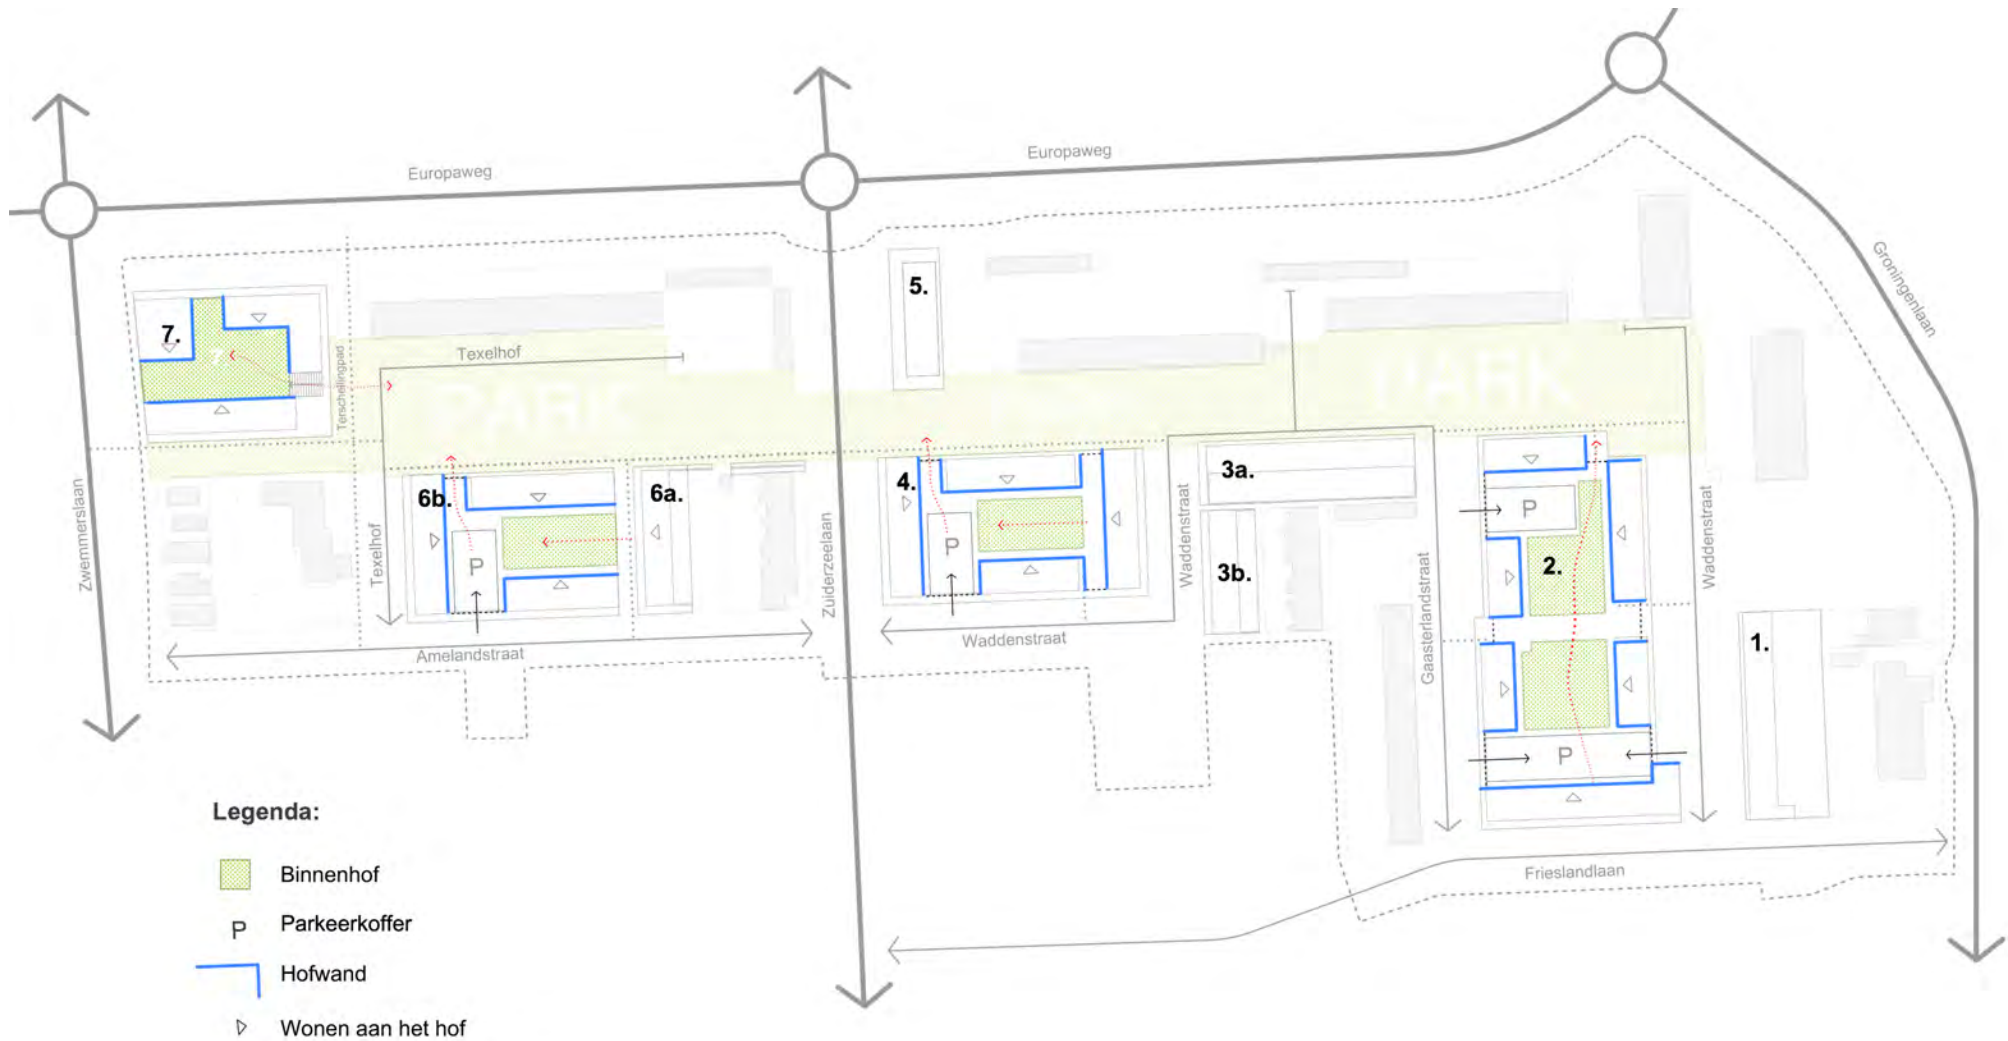 Europaweg
Europaweg
Groningenlaan
5.
7.
7.
Texelhof
Terschellingpad
PARK
PARK
Zwemmerslaan
Texelhof
6b.
P
6a.
Zuiderzeelaan
4.
P
Waddenstraat
3a.
3b.
Gaasterlandstraat
P
2.
P
Waddenstraat
1.
Amelandstraat
Waddenstraat
Frieslandlaan
Legenda:
Binnenhof
P Parkeerkoffer
Hofwand
Wonen aan het hof